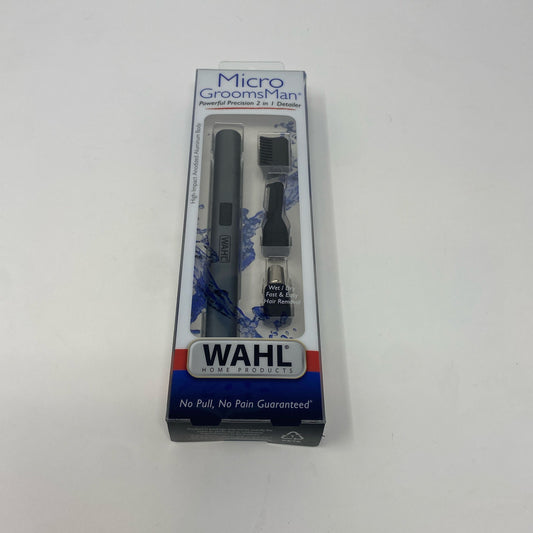 Micro
GroomsMan®
Powerful Precision 2 in 1 Detailer
High Impact Anodized Aluminum Body
WAHL
Wet / Dry
Fast & Easy
Hair Removal
WAHL®
HOME PRODUCTS
No Pull, No Pain Guaranteed*